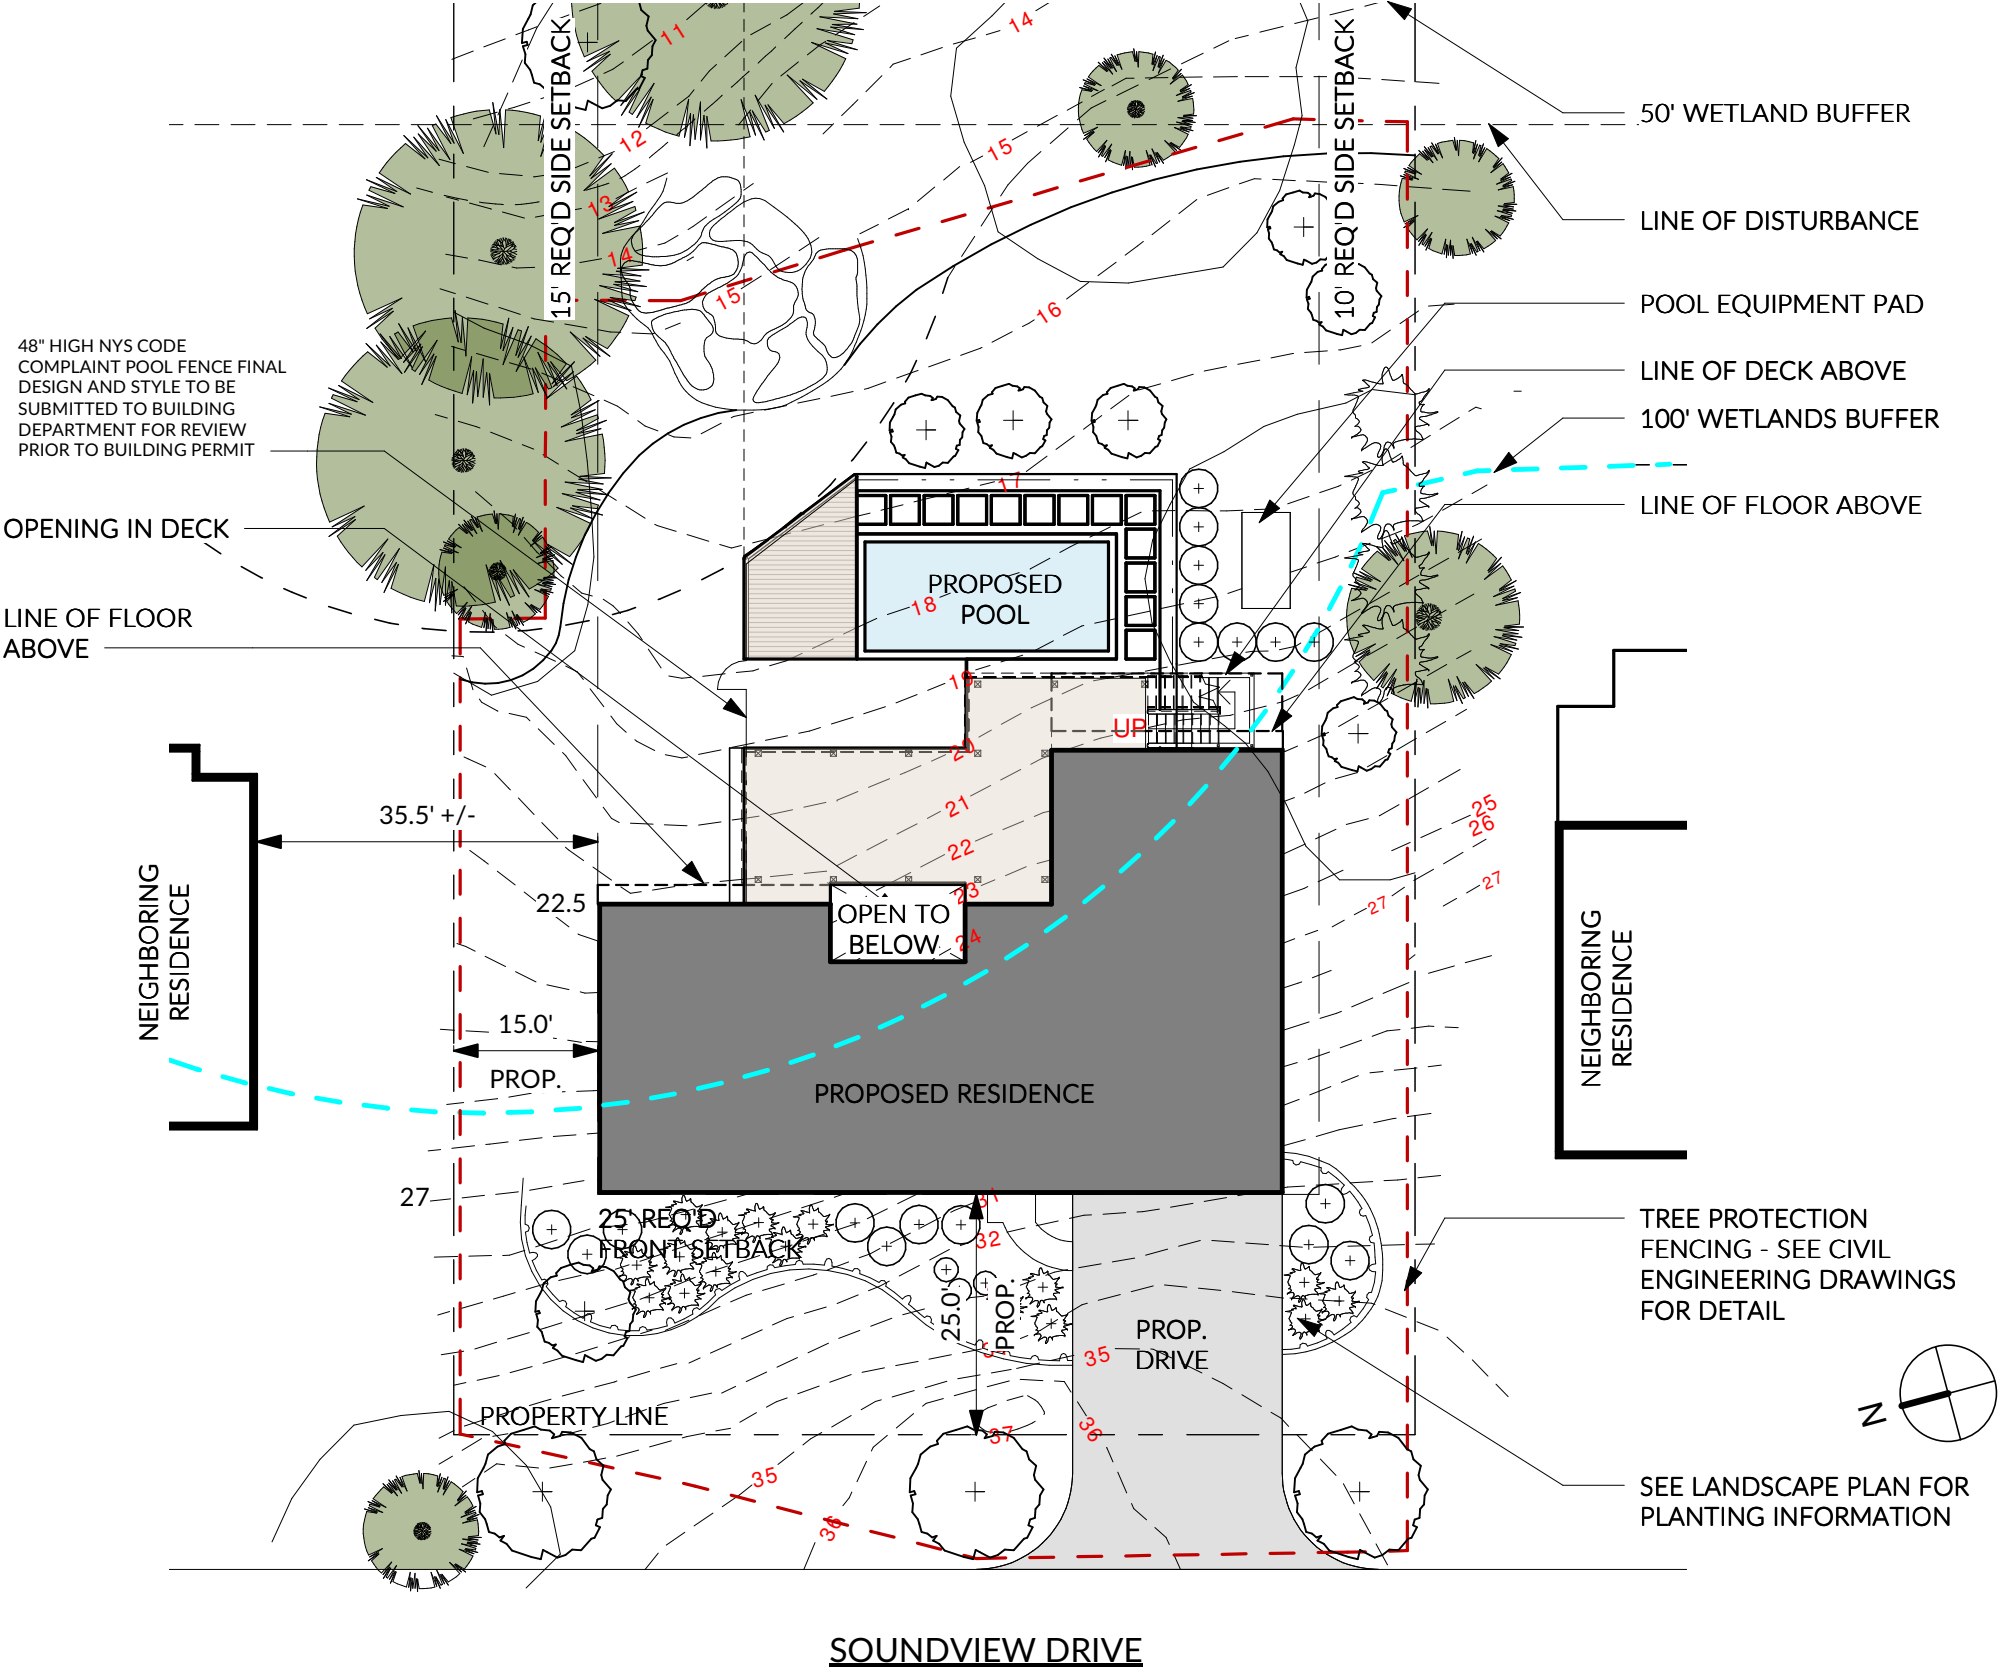 11
14
12
15
13
14
15
16
15' REQ'D SIDE SETBACK
10' REQ'D SIDE SETBACK
50' WETLAND BUFFER
LINE OF DISTURBANCE
POOL EQUIPMENT PAD
LINE OF DECK ABOVE
100' WETLANDS BUFFER
LINE OF FLOOR ABOVE
48" HIGH NYS CODE
COMPLAINT POOL FENCE FINAL
DESIGN AND STYLE TO BE
SUBMITTED TO BUILDING
DEPARTMENT FOR REVIEW
PRIOR TO BUILDING PERMIT
OPENING IN DECK
LINE OF FLOOR
ABOVE
17
PROPOSED
POOL
18
19
UP
20
21
22
23
24
25
26
27
27
35.5' +/-
22.5
NEIGHBORING
RESIDENCE
OPEN TO
BELOW
NEIGHBORING
RESIDENCE
15.0'
PROP.
PROPOSED RESIDENCE
27
31
25' REQ'D
FRONT SETBACK
32
25.0'
PROP.
35
PROP.
DRIVE
TREE PROTECTION
FENCING - SEE CIVIL
ENGINEERING DRAWINGS
FOR DETAIL
PROPERTY LINE
37
36
35
36
N
SEE LANDSCAPE PLAN FOR
PLANTING INFORMATION
SOUNDVIEW DRIVE